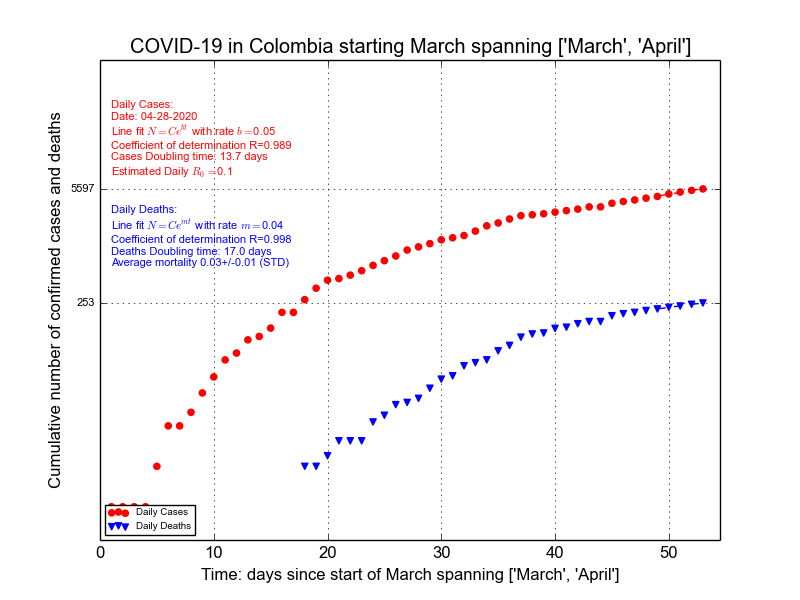 COVID-19 in Colombia starting March spanning ['March', 'April']
Daily Cases:
Date: 04-28-2020
Line fit N = Ce^{bt} with rate b = 0.05
Coefficient of determination R=0.989
Cases Doubling time: 13.7 days
Estimated Daily R_0 = 0.1
5597
Daily Deaths:
Line fit N = Ce^{mt} with rate m = 0.04
Coefficient of determination R=0.998
Deaths Doubling time: 17.0 days
Average mortality 0.03+/-0.01 (STD)
253
Cumulative number of confirmed cases and deaths
Daily Cases
Daily Deaths
0 10 20 30 40 50
Time: days since start of March spanning ['March', 'April']